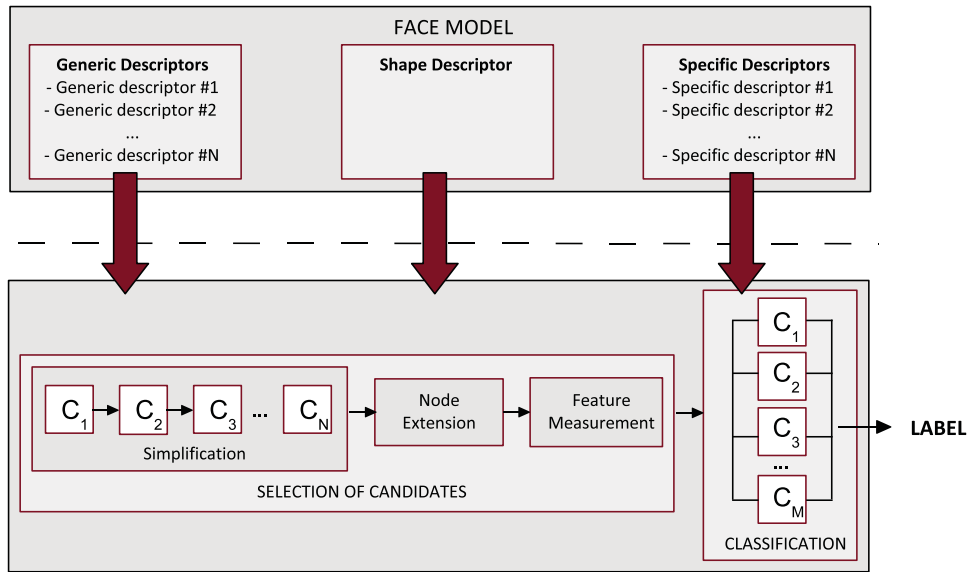 FACE MODEL
Generic Descriptors
- Generic descriptor #1
- Generic descriptor #2
...
- Generic descriptor #N
Shape Descriptor
Specific Descriptors
- Specific descriptor #1
- Specific descriptor #2
...
- Specific descriptor #N
C1
C2
C3
...
CN
Simplification
Node
Extension
Feature
Measurement
SELECTION OF CANDIDATES
C1
C2
C3
...
CM
CLASSIFICATION
LABEL